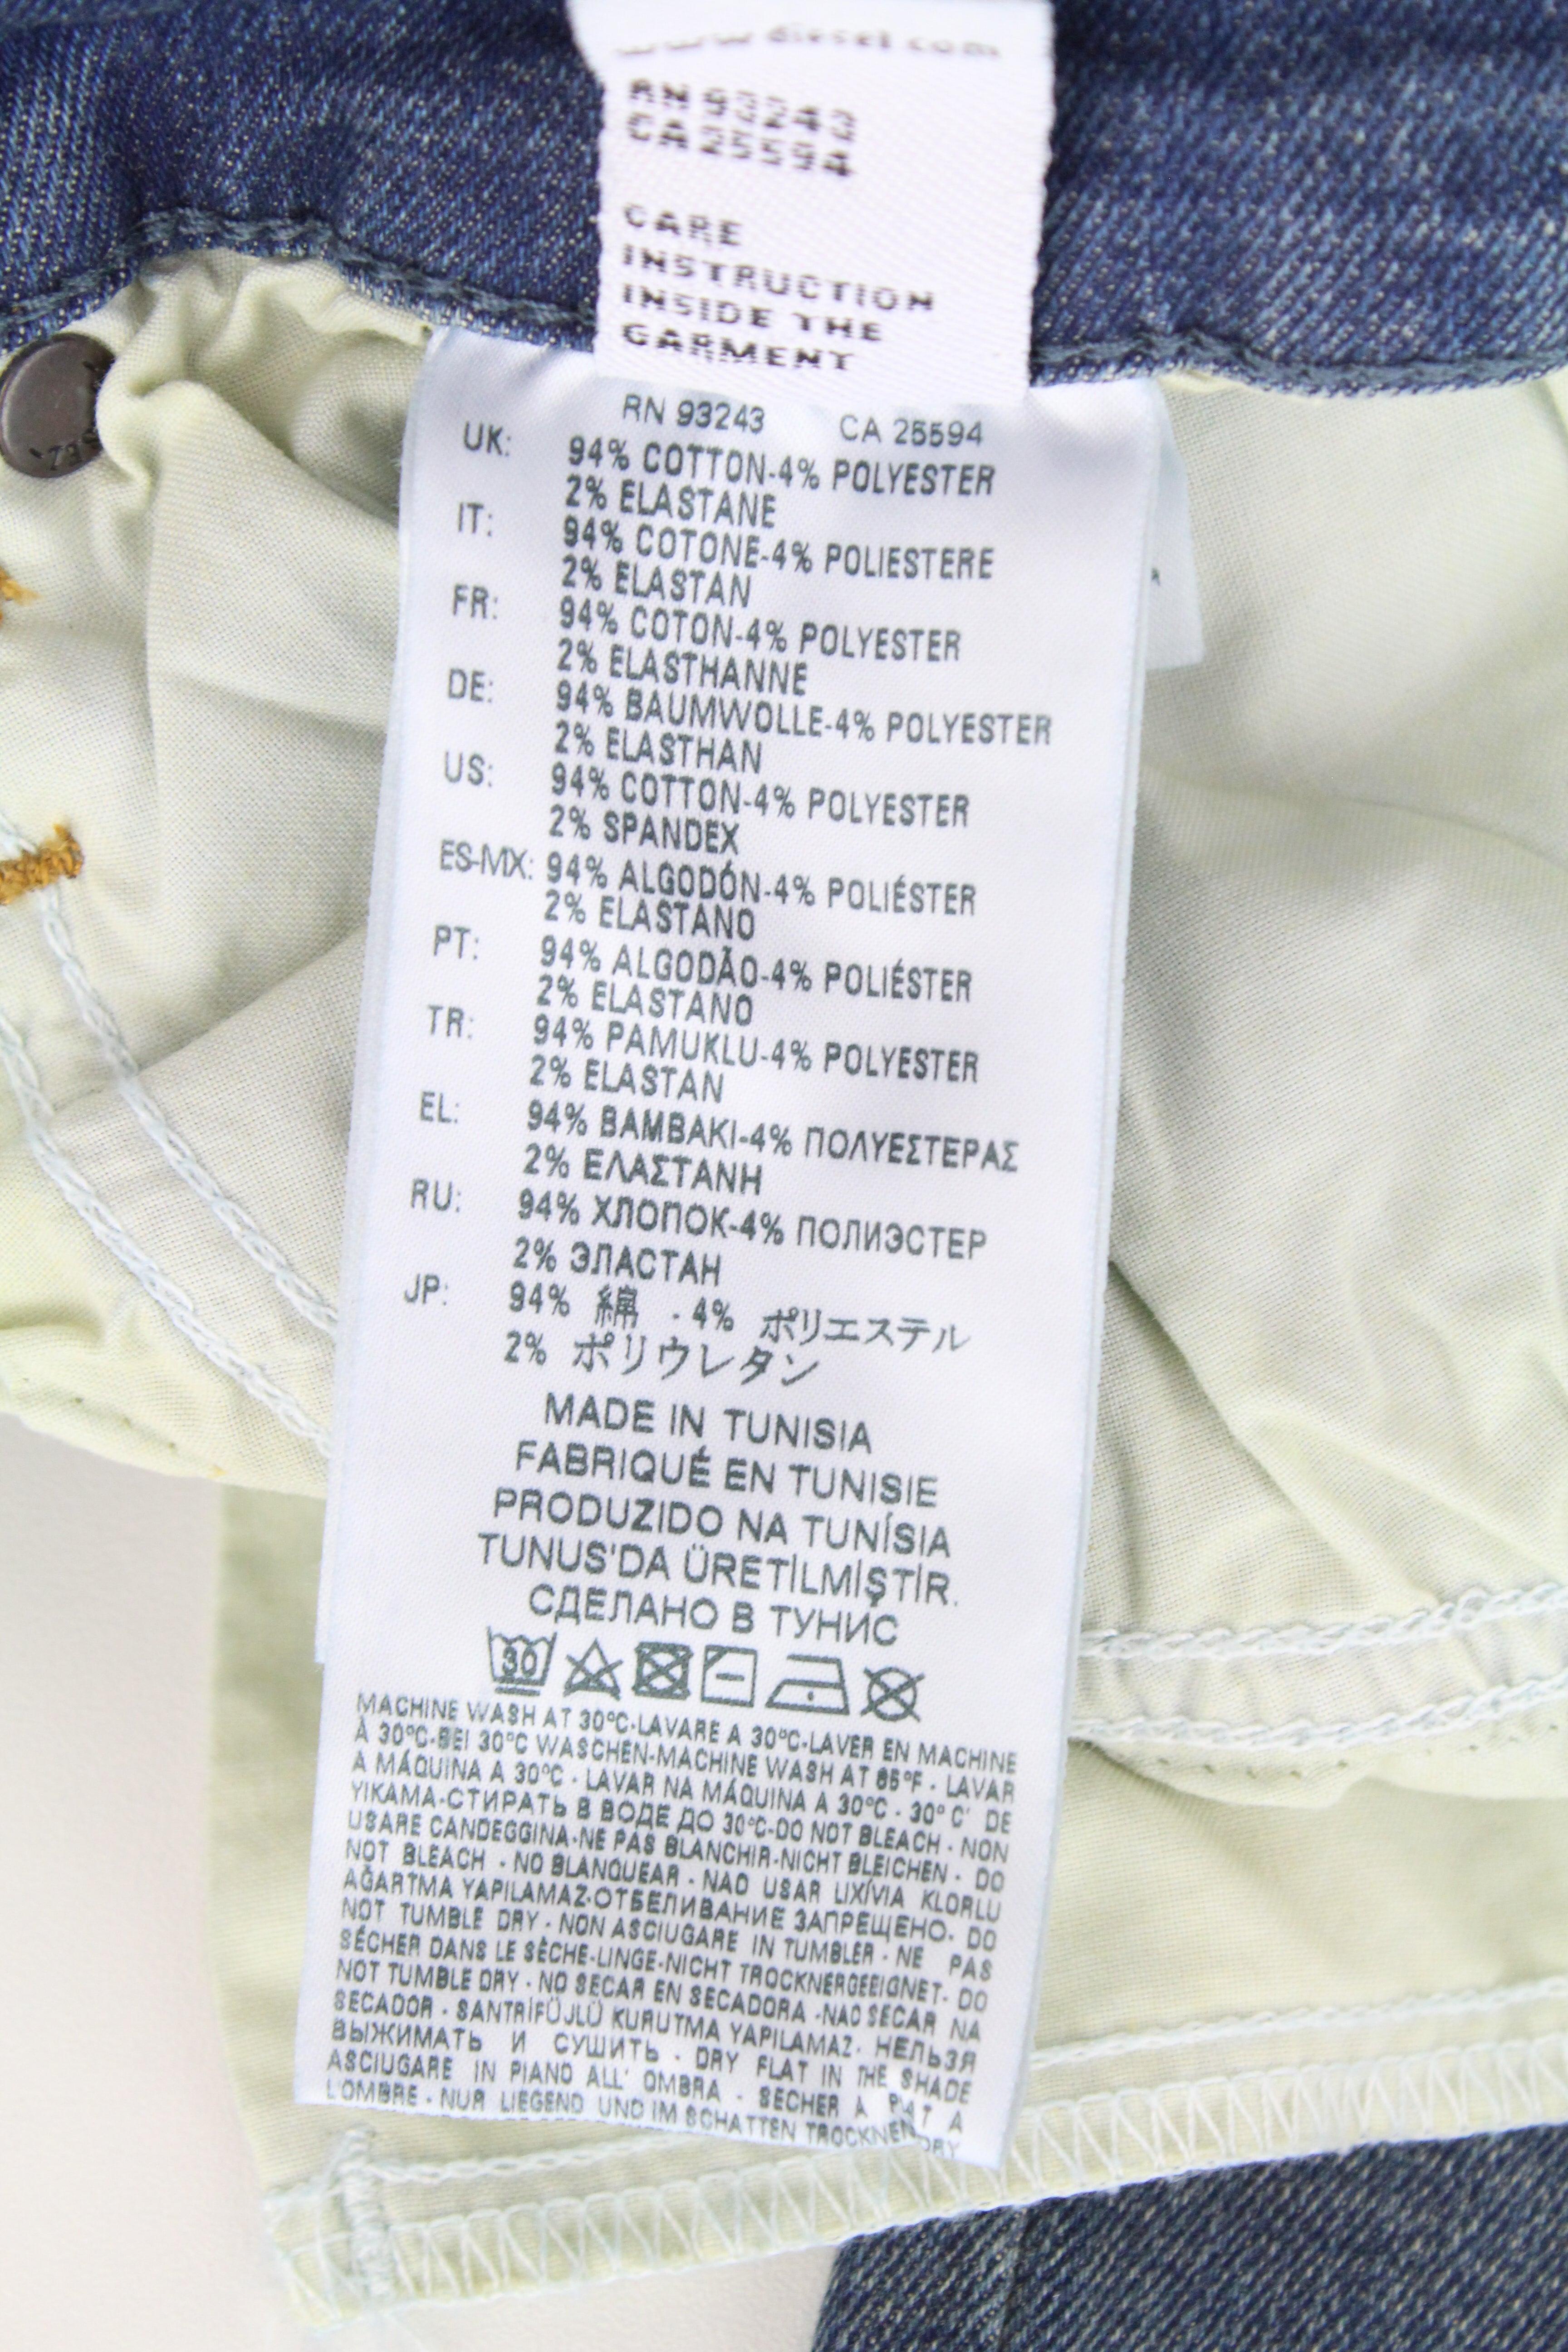 www.diesel.com
RN 93243
CA 25594
CARE
INSTRUCTION
INSIDE THE
GARMENT
RN 93243 CA 25594
UK: 94% COTTON-4% POLYESTER
2% ELASTANE
IT: 94% COTONE-4% POLIESTERE
2% ELASTAN
FR: 94% COTON-4% POLYESTER
2% ELASTHANNE
DE: 94% BAUMWOLLE-4% POLYESTER
2% ELASTHAN
US: 94% COTTON-4% POLYESTER
2% SPANDEX
ES-MX: 94% ALGODÓN-4% POLIÉSTER
2% ELASTANO
PT: 94% ALGODÃO-4% POLIÉSTER
2% ELASTANO
TR: 94% PAMUKLU-4% POLYESTER
2% ELASTAN
EL: 94% ΒΑΜΒΑΚΙ-4% ΠΟΛΥΕΣΤΕΡΑΣ
2% ΕΛΑΣΤΑΝΗ
RU: 94% ХЛОПОК-4% ПОЛИЭСТЕР
2% ЭЛАСТАН
JP: 94% 綿 - 4% ポリエステル
2% ポリウレタン
MADE IN TUNISIA
FABRIQUÉ EN TUNISIE
PRODUZIDO NA TUNÍSIA
TUNUS'DA ÜRETİLMİŞTİR.
СДЕЛАНО В ТУНИС
30
MACHINE WASH AT 30°C-LAVARE A 30°C-LAVER EN MACHINE
À 30°C-BEI 30°C WASCHEN-MACHINE WASH AT 85°F - LAVAR
A MÁQUINA A 30°C - LAVAR NA MÁQUINA A 30°C - 30° C' DE
YIKAMA-СТИРАТЬ В ВОДЕ ДО 30°C-DO NOT BLEACH - NON
USARE CANDEGGINA-NE PAS BLANCHIR-NICHT BLEICHEN - DO
NOT BLEACH - NO BLANQUEAR - NAO USAR LIXÍVIA KLORLU
AĞARTMA YAPILAMAZ-ОТБЕЛИВАНИЕ ЗАПРЕЩЕНО- DO
NOT TUMBLE DRY - NON ASCIUGARE IN TUMBLER - NE PAS
SÉCHER DANS LE SÈCHE-LINGE-NICHT TROCKNERGEEIGNET- DO
NOT TUMBLE DRY - NO SECAR EN SECADORA -NAO SECAR NA
SECADOR - SANTRİFÜJLÜ KURUTMA YAPILAMAZ- НЕЛЬЗЯ
ВЫЖИМАТЬ И СУШИТЬ - DRY FLAT IN THE SHADE
ASCIUGARE IN PIANO ALL' OMBRA - SECHER A PLAT A
L'OMBRE - NUR LIEGEND UND IM SCHATTEN TROCKNEN DRY